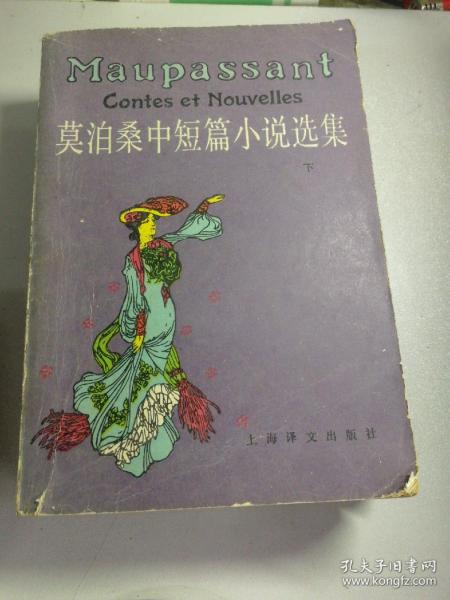 Maupassant
Contes et Nouvelles
莫泊桑中短篇小说选集
下
上海译文出版社
孔夫子旧书网
www.kongfz.com